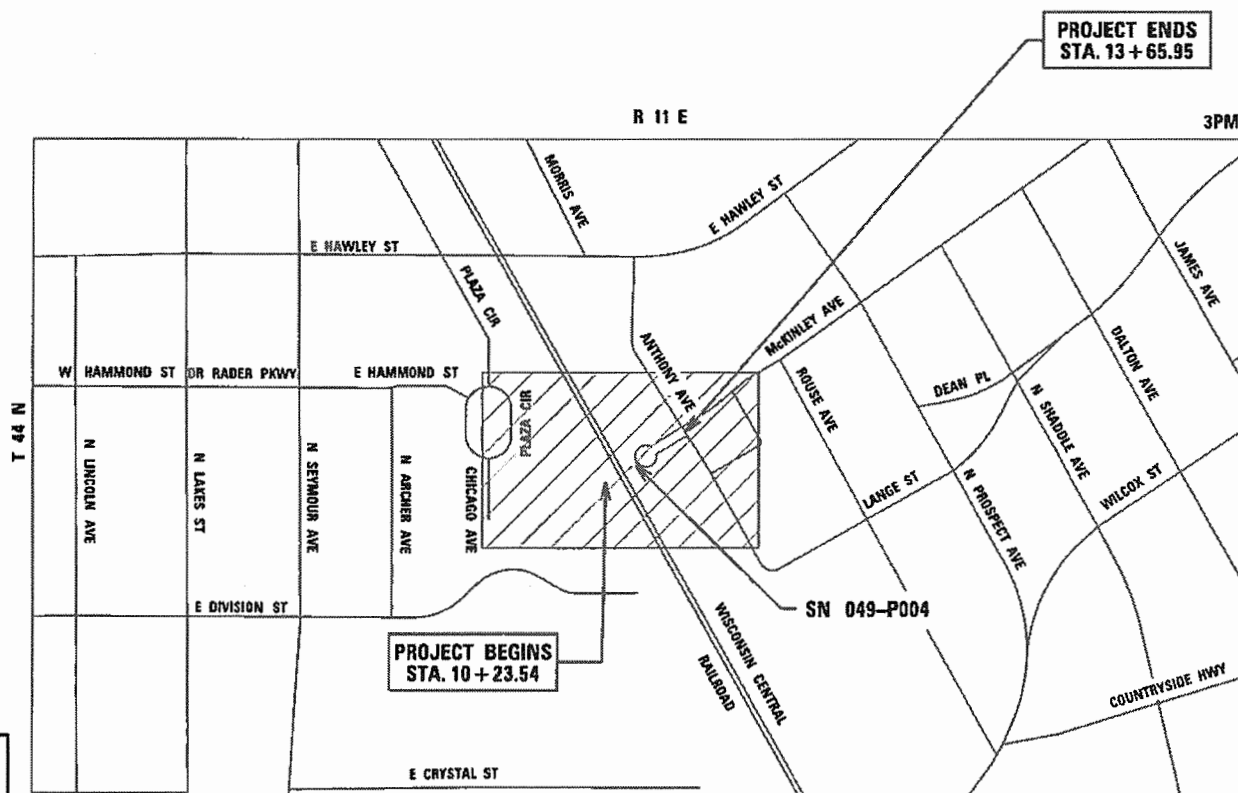 PROJECT ENDS
STA. 13+65.95
R 11 E
3PM
MORRIS AVE
E HAWLEY ST
E HAWLEY ST
PLAZA CIR
JAMES AVE
McKINLEY AVE
ANTHONY AVE
DALTON AVE
W HAMMOND ST
DR RADER PKWY
E HAMMOND ST
ROUSE AVE
DEAN PL
N SHADDLE AVE
T 44 N
PLAZA CIR
N LINCOLN AVE
N LAKES ST
N SEYMOUR AVE
N ARCHER AVE
CHICAGO AVE
LANGE ST
N PROSPECT AVE
WILCOX ST
E DIVISION ST
SN 049-P004
PROJECT BEGINS
STA. 10+23.54
WISCONSIN CENTRAL
RAILROAD
COUNTRYSIDE HWY
E CRYSTAL ST